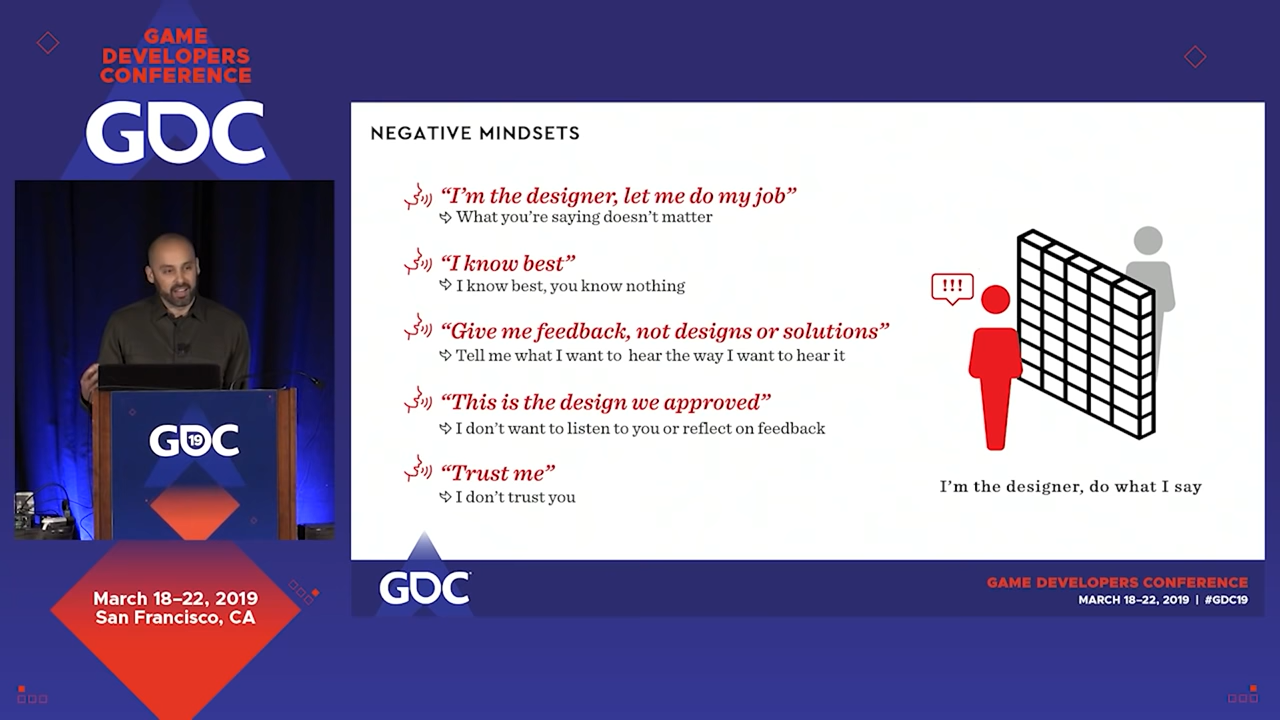 GAME
DEVELOPERS
CONFERENCE
GDC
NEGATIVE MINDSETS
“I’m the designer, let me do my job”
What you’re saying doesn’t matter
“I know best”
I know best, you know nothing
“Give me feedback, not designs or solutions”
Tell me what I want to hear the way I want to hear it
“This is the design we approved”
I don’t want to listen to you or reflect on feedback
“Trust me”
I don’t trust you
!!!
I’m the designer, do what I say
GDC
19
March 18–22, 2019
San Francisco, CA
GDC
GAME DEVELOPERS CONFERENCE
MARCH 18–22, 2019 | #GDC19